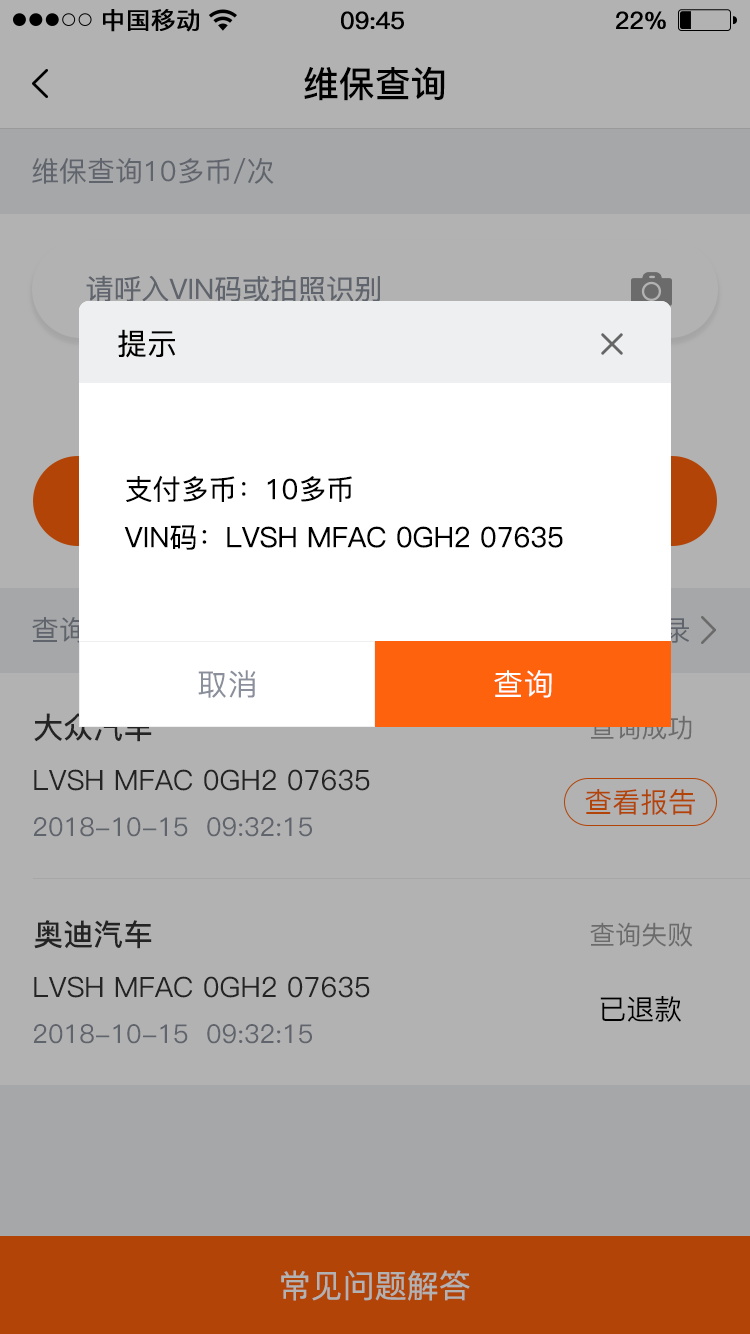 中国移动 09:45 22%
维保查询
维保查询10多币/次
请呼入VIN码或拍照识别
提示
支付多币：10多币
VIN码：LVSH MFAC 0GH2 07635
查询 录
取消 查询
大众汽车 查询成功
LVSH MFAC 0GH2 07635
查看报告
2018-10-15 09:32:15
奥迪汽车 查询失败
LVSH MFAC 0GH2 07635
已退款
2018-10-15 09:32:15
常见问题解答